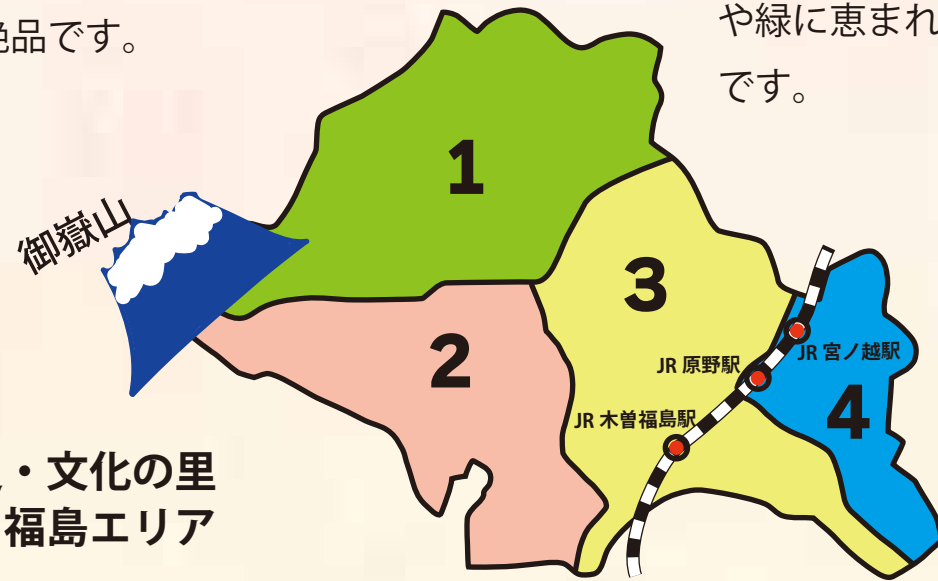 絶品です。
や緑に恵まれ
です。
1
御嶽山
3
2
JR 宮ノ越駅
JR 原野駅
4
JR 木曽福島駅
・文化の里
福島エリア